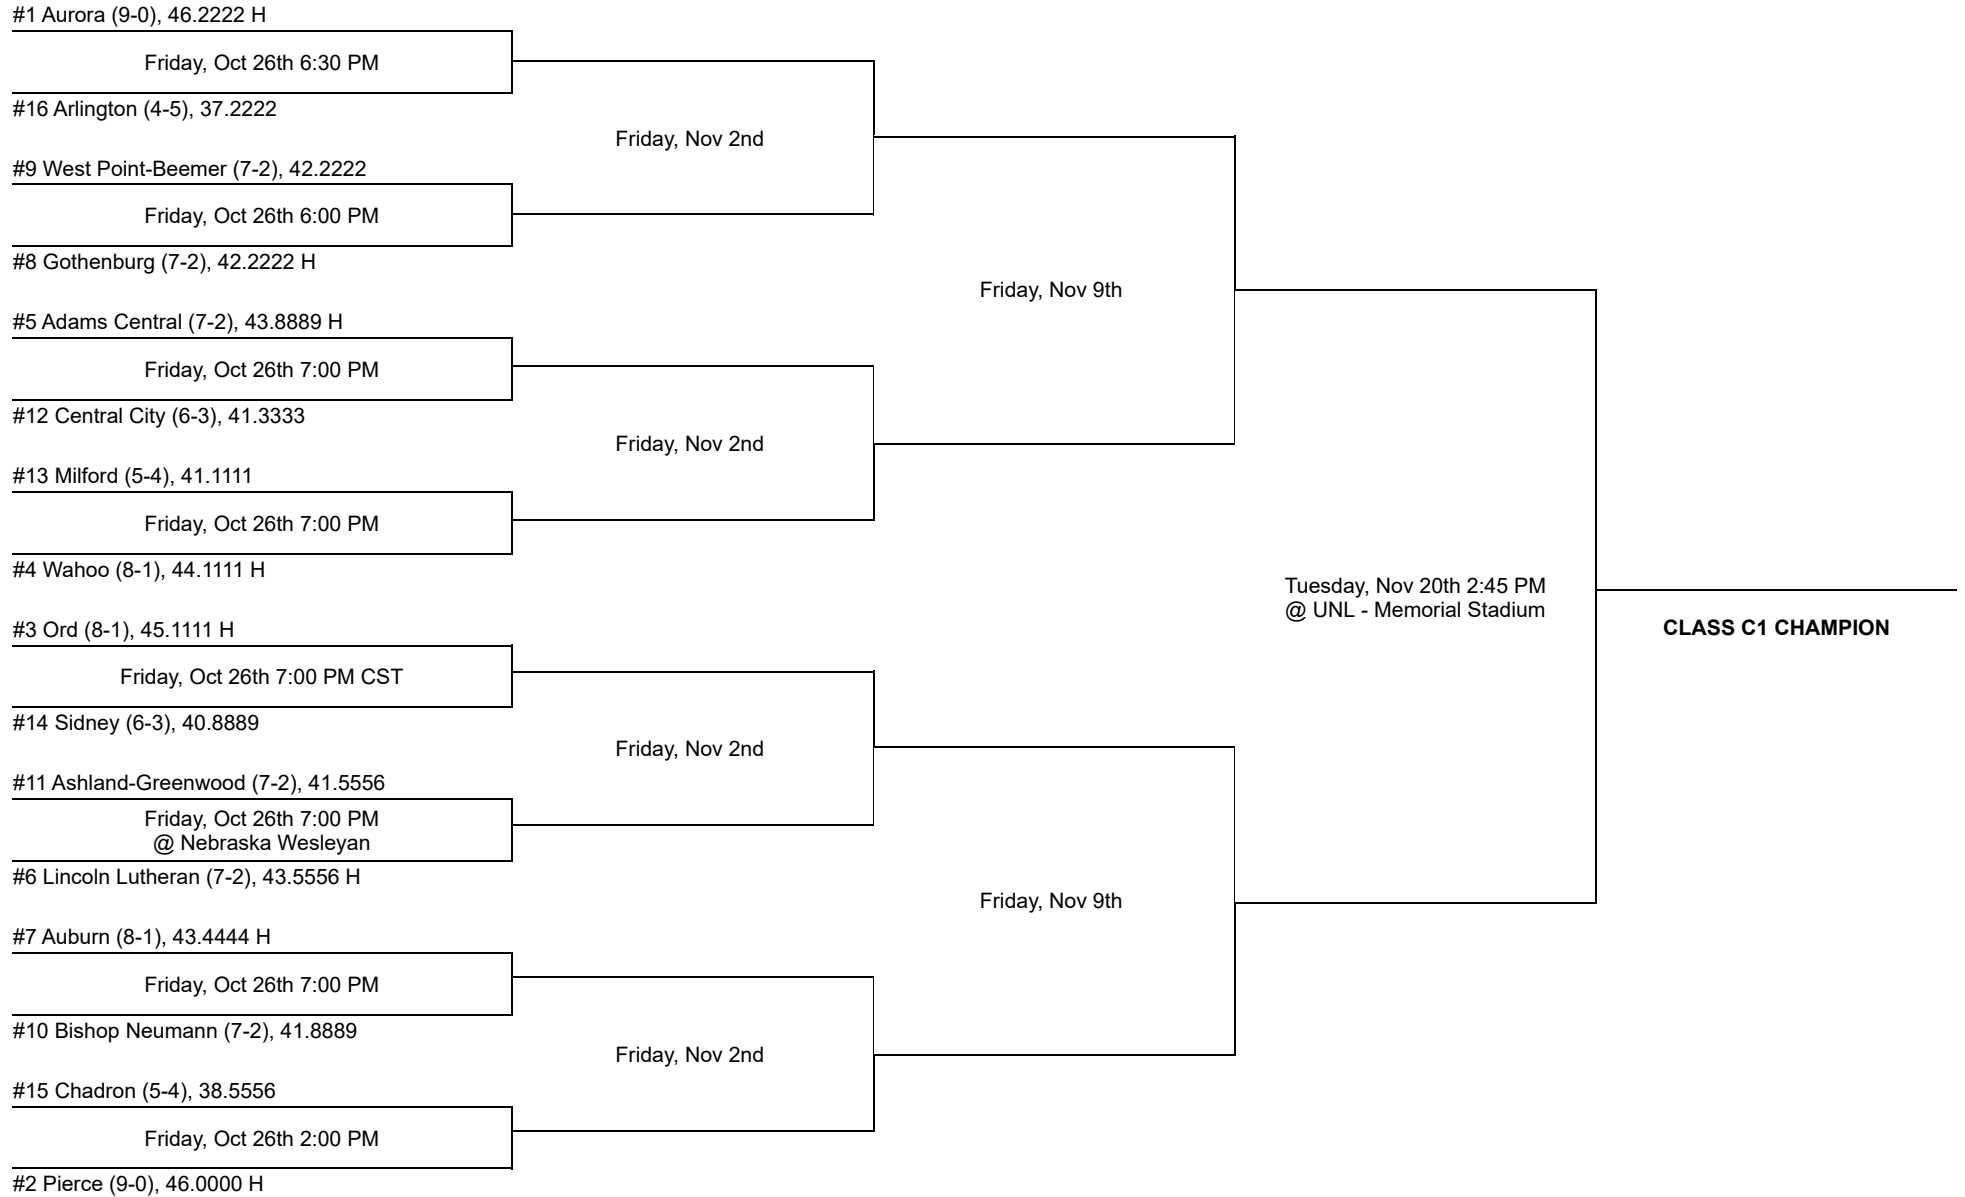 #1 Aurora (9-0), 46.2222 H
Friday, Oct 26th 6:30 PM
#16 Arlington (4-5), 37.2222
#9 West Point-Beemer (7-2), 42.2222
Friday, Oct 26th 6:00 PM
#8 Gothenburg (7-2), 42.2222 H
#5 Adams Central (7-2), 43.8889 H
Friday, Oct 26th 7:00 PM
#12 Central City (6-3), 41.3333
#13 Milford (5-4), 41.1111
Friday, Oct 26th 7:00 PM
#4 Wahoo (8-1), 44.1111 H
#3 Ord (8-1), 45.1111 H
Friday, Oct 26th 7:00 PM CST
#14 Sidney (6-3), 40.8889
#11 Ashland-Greenwood (7-2), 41.5556
Friday, Oct 26th 7:00 PM
@ Nebraska Wesleyan
#6 Lincoln Lutheran (7-2), 43.5556 H
#7 Auburn (8-1), 43.4444 H
Friday, Oct 26th 7:00 PM
#10 Bishop Neumann (7-2), 41.8889
#15 Chadron (5-4), 38.5556
Friday, Oct 26th 2:00 PM
#2 Pierce (9-0), 46.0000 H
Friday, Nov 2nd
Friday, Nov 2nd
Friday, Nov 2nd
Friday, Nov 2nd
Friday, Nov 9th
Friday, Nov 9th
Tuesday, Nov 20th 2:45 PM
@ UNL - Memorial Stadium
CLASS C1 CHAMPION